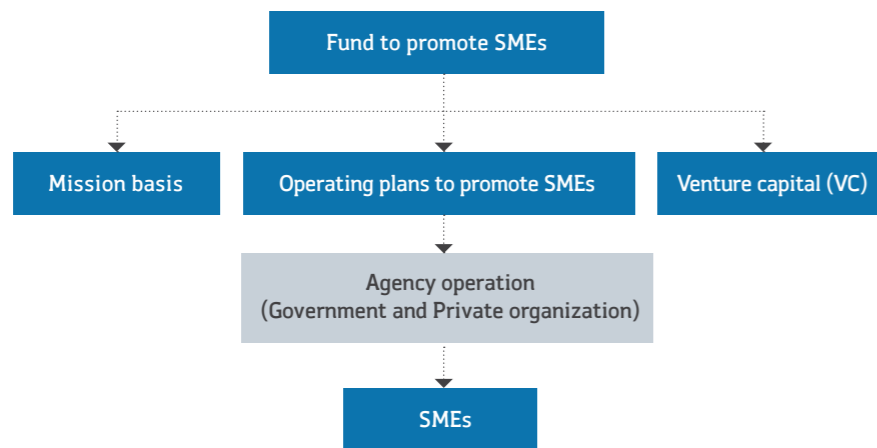 Fund to promote SMEs
Mission basis
Operating plans to promote SMEs
Venture capital (VC)
Agency operation
(Government and Private organization)
SMEs